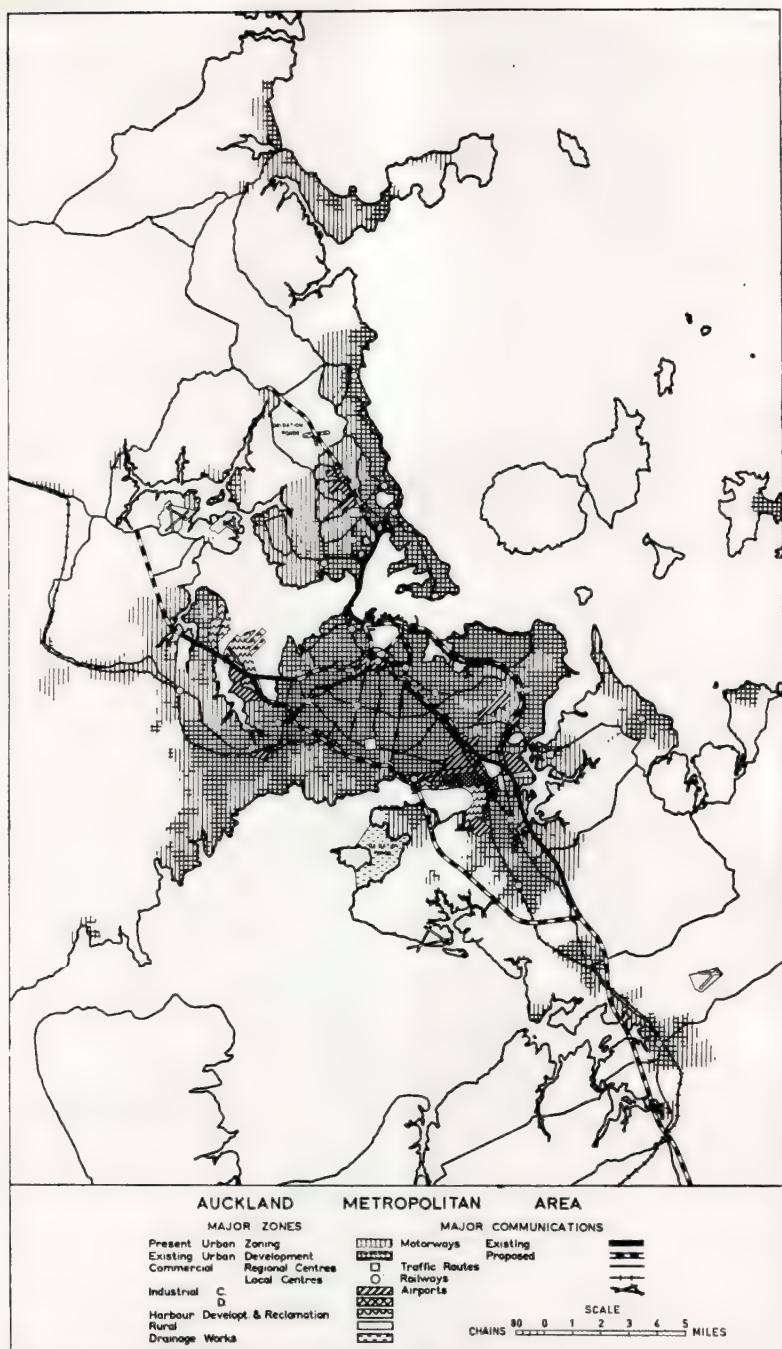 AUCKLAND METROPOLITAN AREA
MAJOR ZONES
Present Urban Zoning
Existing Urban Development
Commercial Regional Centres
Local Centres
Industrial C.
D.
Harbour Developt. & Reclamation
Rural
Drainage Works
MAJOR COMMUNICATIONS
Motorways Existing
Proposed
Traffic Routes
Railways
Airports
SCALE
CHAINS 80 0 1 2 3 4 5 MILES